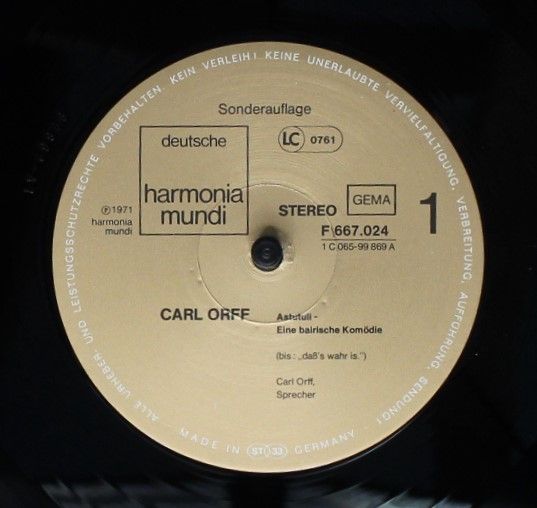 ALLE URHEBER- UND LEISTUNGSSCHUTZRECHTE VORBEHALTEN. KEIN VERLEIH! KEINE UNERLAUBTE VERVIELFÄLTIGUNG, VERBREITUNG, AUFFÜHRUNG, SENDUNG!
Sonderauflage
deutsche
harmonia
mundi
LC 0761
℗ 1971
harmonia
mundi
STEREO
GEMA
1
F 667.024
1 C 065-99 869 A
CARL ORFF
Astutuli -
Eine bairische Komödie
(bis: „daß's wahr is.")
Carl Orff,
Sprecher
MADE IN ST 33 GERMANY